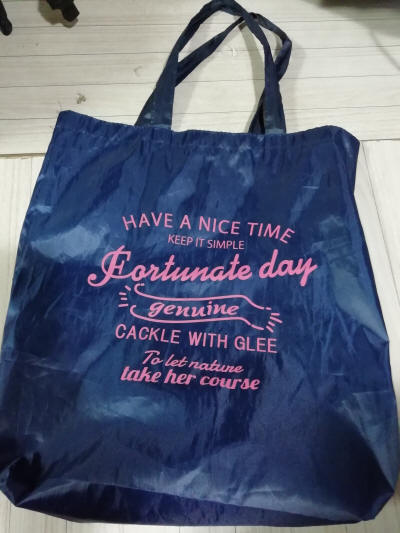 HAVE A NICE TIME
KEEP IT SIMPLE
Fortunate day
genuine
CACKLE WITH GLEE
To let nature
take her course